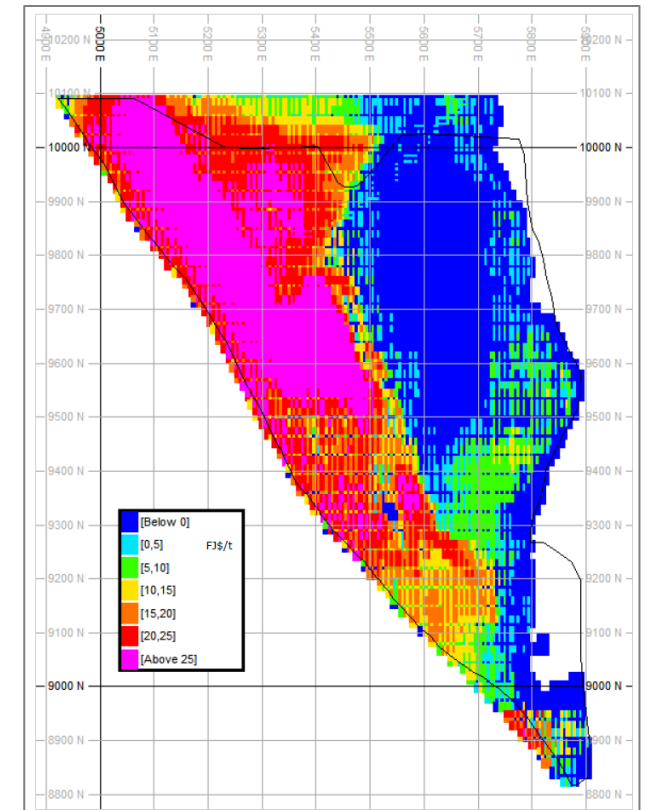 4900 E 5000 E 5100 E 5200 E 5300 E 5400 E 5500 E 5600 E 5700 E 5800 E 5900 E
10200 N 10200 N
10100 N 10100 N
10000 N 10000 N
9900 N 9900 N
9800 N 9800 N
9700 N 9700 N
9600 N 9600 N
9500 N 9500 N
9400 N 9400 N
9300 N 9300 N
9200 N 9200 N
9100 N 9100 N
9000 N 9000 N
8900 N 8900 N
8800 N 8800 N
[Below 0]
[0,5] FJ$/t
[5,10]
[10,15]
[15,20]
[20,25]
[Above 25]